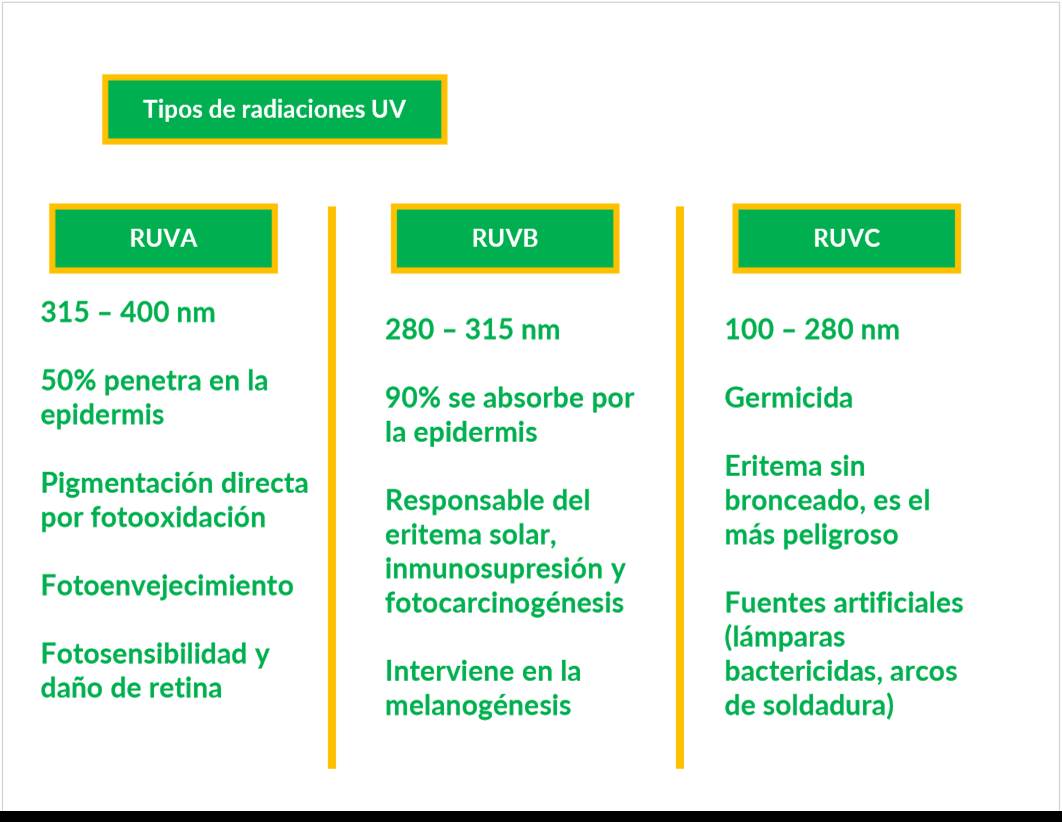 Tipos de radiaciones UV
RUVA
315 – 400 nm
50% penetra en la
epidermis
Pigmentación directa
por fotooxidación
Fotoenvejecimiento
Fotosensibilidad y
daño de retina
RUVB
280 – 315 nm
90% se absorbe por
la epidermis
Responsable del
eritema solar,
inmunosupresión y
fotocarcinogénesis
Interviene en la
melanogénesis
RUVC
100 – 280 nm
Germicida
Eritema sin
bronceado, es el
más peligroso
Fuentes artificiales
(lámparas
bactericidas, arcos
de soldadura)